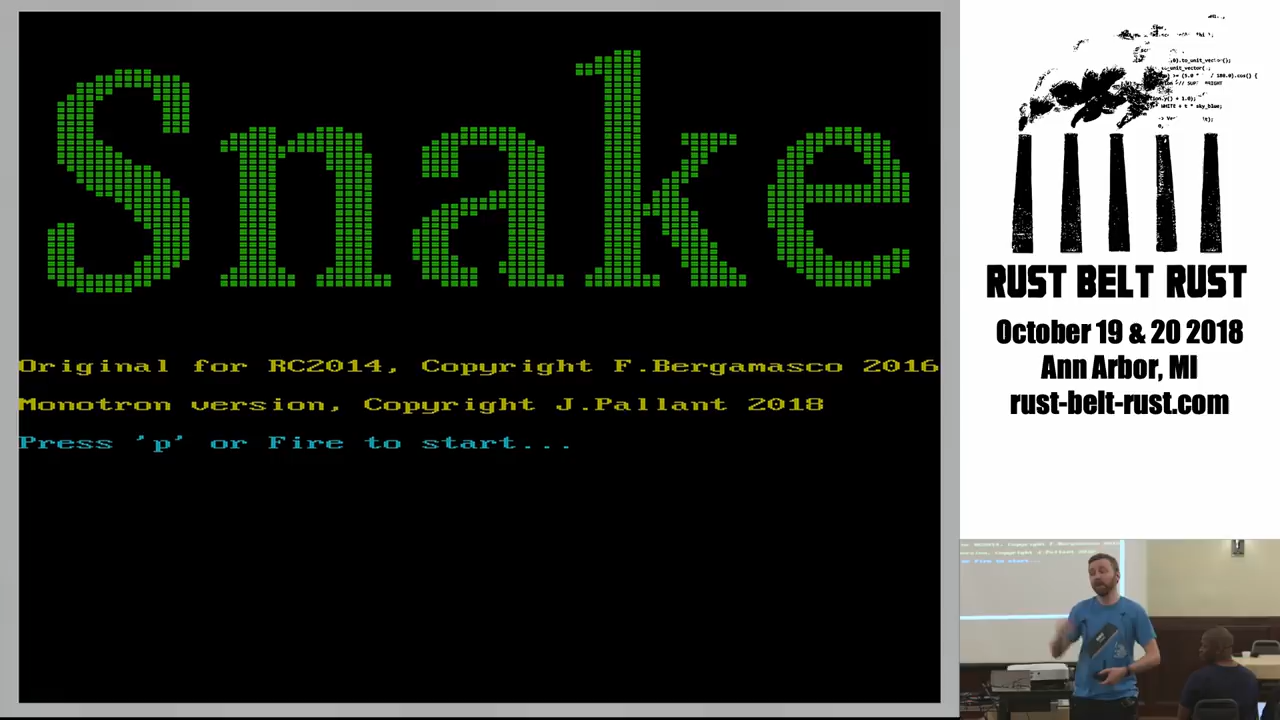 Snake
Original for RC2014, Copyright F.Bergamasco 2016
Monotron version, Copyright J.Pallant 2018
Press 'p' or Fire to start...
RUST BELT RUST
October 19 & 20 2018
Ann Arbor, MI
rust-belt-rust.com